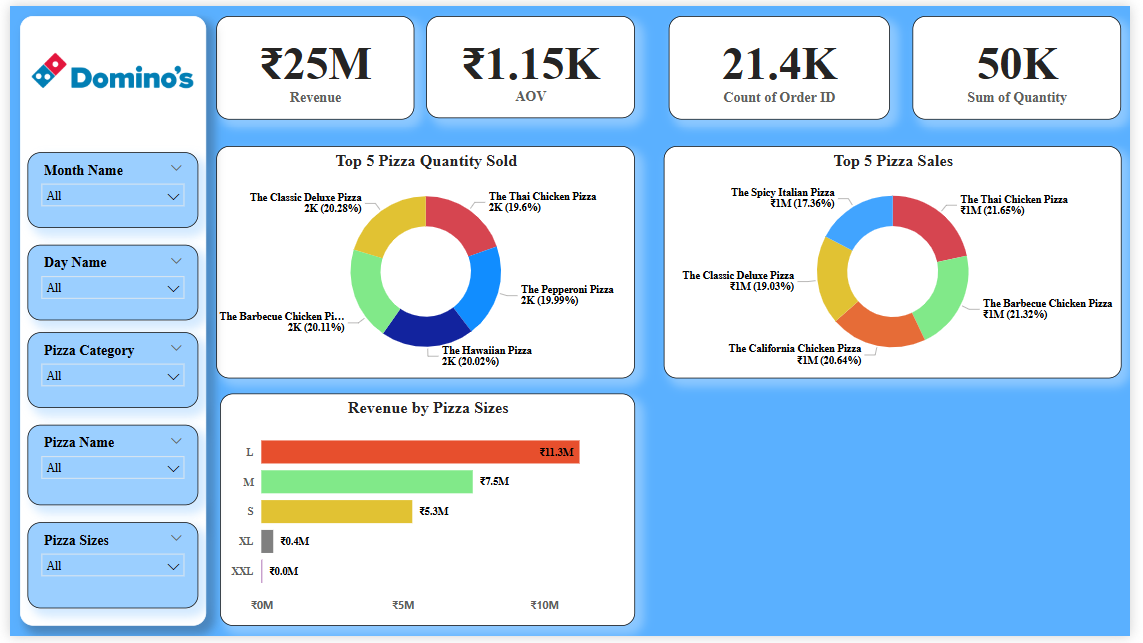 Domino's
Month Name
All
Day Name
All
Pizza Category
All
Pizza Name
All
Pizza Sizes
All
₹25M
Revenue
₹1.15K
AOV
21.4K
Count of Order ID
50K
Sum of Quantity
Top 5 Pizza Quantity Sold
The Classic Deluxe Pizza
2K (20.28%)
The Thai Chicken Pizza
2K (19.6%)
The Pepperoni Pizza
2K (19.99%)
The Barbecue Chicken Pi...
2K (20.11%)
The Hawaiian Pizza
2K (20.02%)
Top 5 Pizza Sales
The Spicy Italian Pizza
₹1M (17.36%)
The Thai Chicken Pizza
₹1M (21.65%)
The Classic Deluxe Pizza
₹1M (19.03%)
The Barbecue Chicken Pizza
₹1M (21.32%)
The California Chicken Pizza
₹1M (20.64%)
Revenue by Pizza Sizes
L ₹11.3M
M ₹7.5M
S ₹5.3M
XL ₹0.4M
XXL ₹0.0M
₹0M ₹5M ₹10M